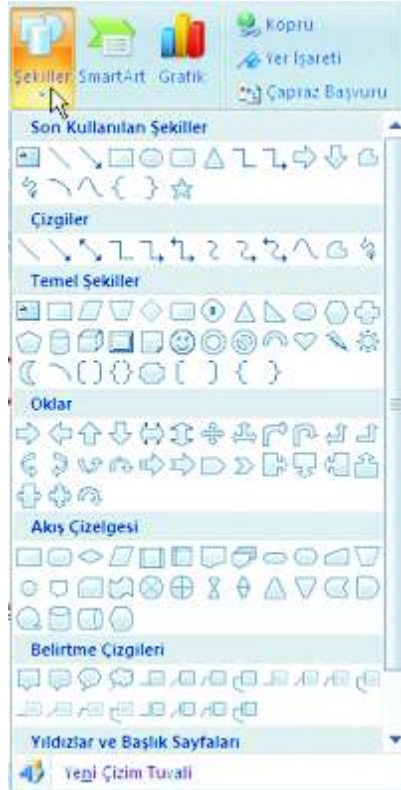 Köprü
Yer İşareti
Çapraz Başvuru
Şekiller SmartArt Grafik
Son Kullanılan Şekiller
Çizgiler
Temel Şekiller
Oklar
Akış Çizelgesi
Belirtme Çizgileri
Yıldızlar ve Başlık Sayfaları
Yeni Çizim Tuvali